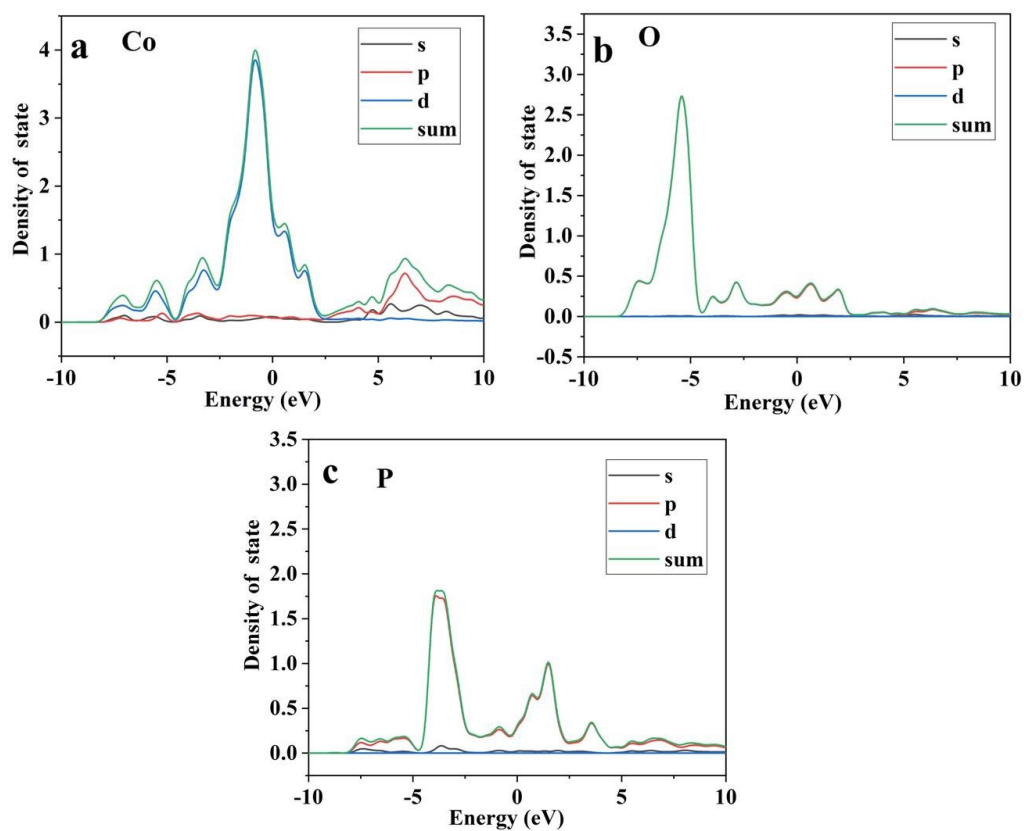 a Co
s
p
d
sum
4
3
2
1
0
Density of state
-10 -5 0 5 10
Energy (eV)
b O
s
p
d
sum
3.5
3.0
2.5
2.0
1.5
1.0
0.5
0.0
-0.5
Density of state
-10 -5 0 5 10
Energy (eV)
c P
s
p
d
sum
3.5
3.0
2.5
2.0
1.5
1.0
0.5
0.0
Density of state
-10 -5 0 5 10
Energy (eV)